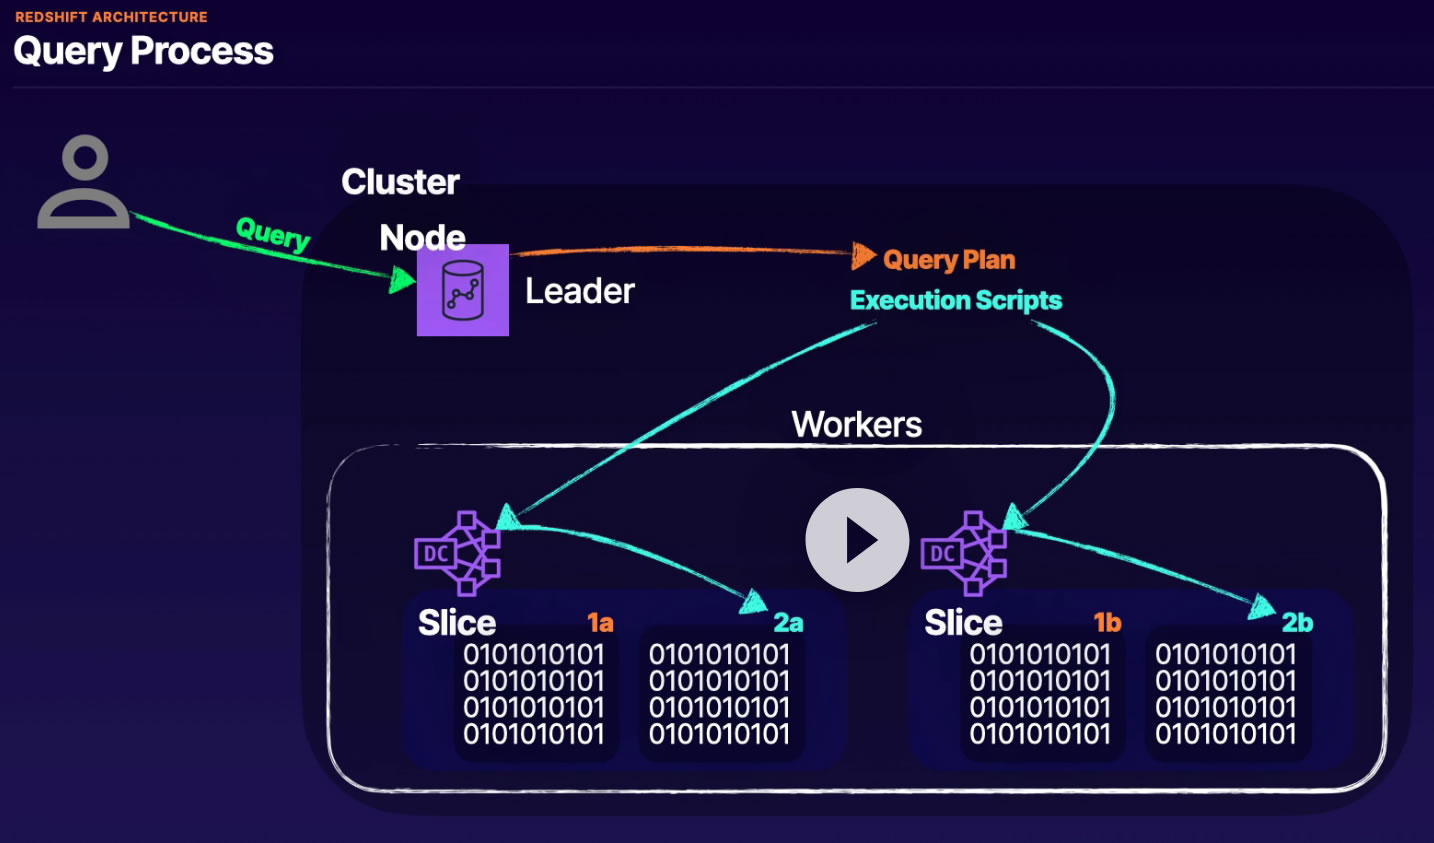 REDSHIFT ARCHITECTURE
Query Process
Cluster
Query
Node
Leader
Query Plan
Execution Scripts
Workers
DC
DC
Slice
1a
2a
0101010101 0101010101
0101010101 0101010101
0101010101 0101010101
0101010101 0101010101
Slice
1b
2b
0101010101 0101010101
0101010101 0101010101
0101010101 0101010101
0101010101 0101010101